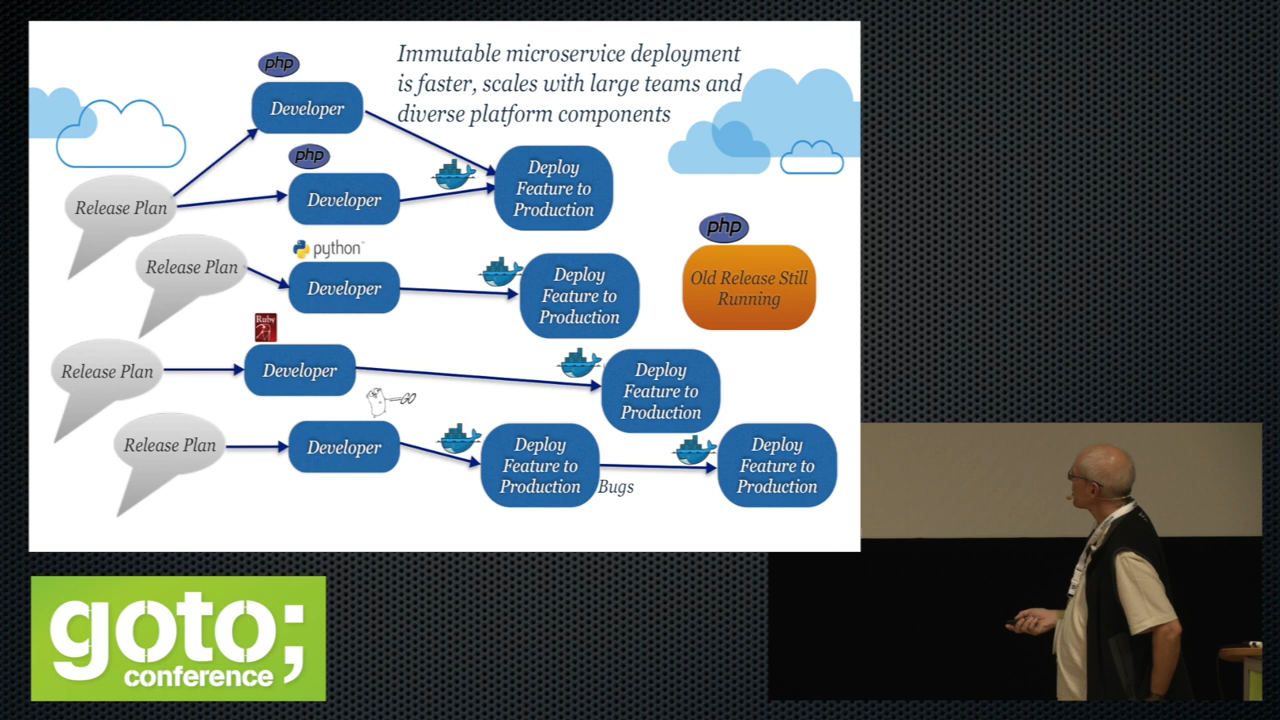 Immutable microservice deployment
is faster, scales with large teams and
diverse platform components
php
Developer
php
Developer
Deploy
Feature to
Production
Release Plan
Release Plan
python
Developer
Deploy
Feature to
Production
php
Old Release Still
Running
Ruby
Release Plan
Developer
Deploy
Feature to
Production
GO
Release Plan
Developer
Deploy
Feature to
Production
Bugs
Deploy
Feature to
Production
goto;
conference